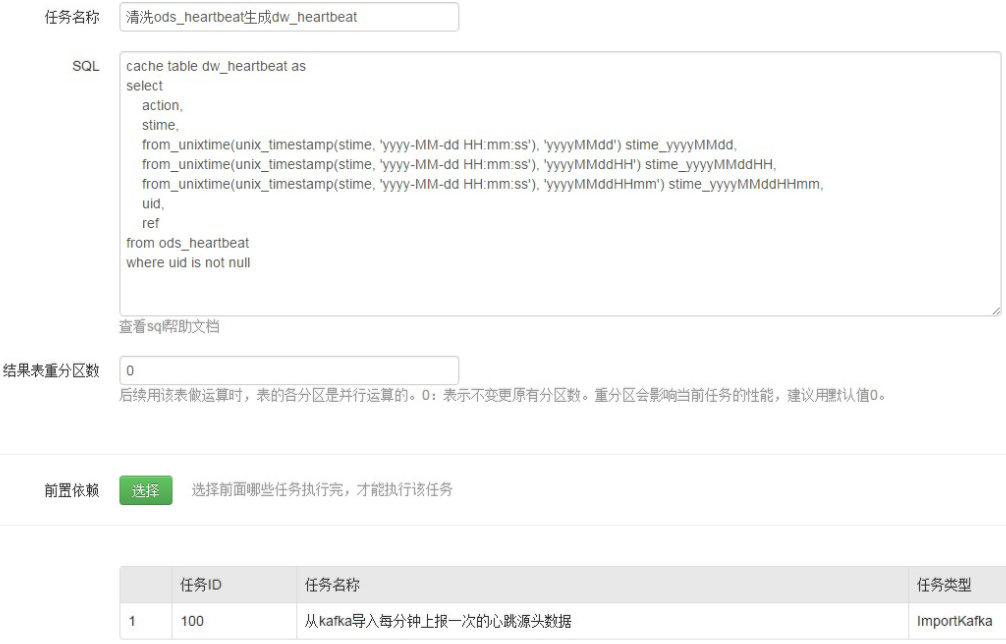 任务名称 清洗ods_heartbeat生成dw_heartbeat
SQL cache table dw_heartbeat as
select
action,
stime,
from_unixtime(unix_timestamp(stime, 'yyyy-MM-dd HH:mm:ss'), 'yyyyMMdd') stime_yyyyMMdd,
from_unixtime(unix_timestamp(stime, 'yyyy-MM-dd HH:mm:ss'), 'yyyyMMddHH') stime_yyyyMMddHH,
from_unixtime(unix_timestamp(stime, 'yyyy-MM-dd HH:mm:ss'), 'yyyyMMddHHmm') stime_yyyyMMddHHmm,
uid,
ref
from ods_heartbeat
where uid is not null
查看sql帮助文档
结果表重分区数 0
后续用该表做运算时，表的各分区是并行运算的。0：表示不变更原有分区数。重分区会影响当前任务的性能，建议用默认值0。
前置依赖 选择 选择前面哪些任务执行完，才能执行该任务
任务ID 任务名称 任务类型
1 100 从kafka导入每分钟上报一次的心跳源头数据 ImportKafka